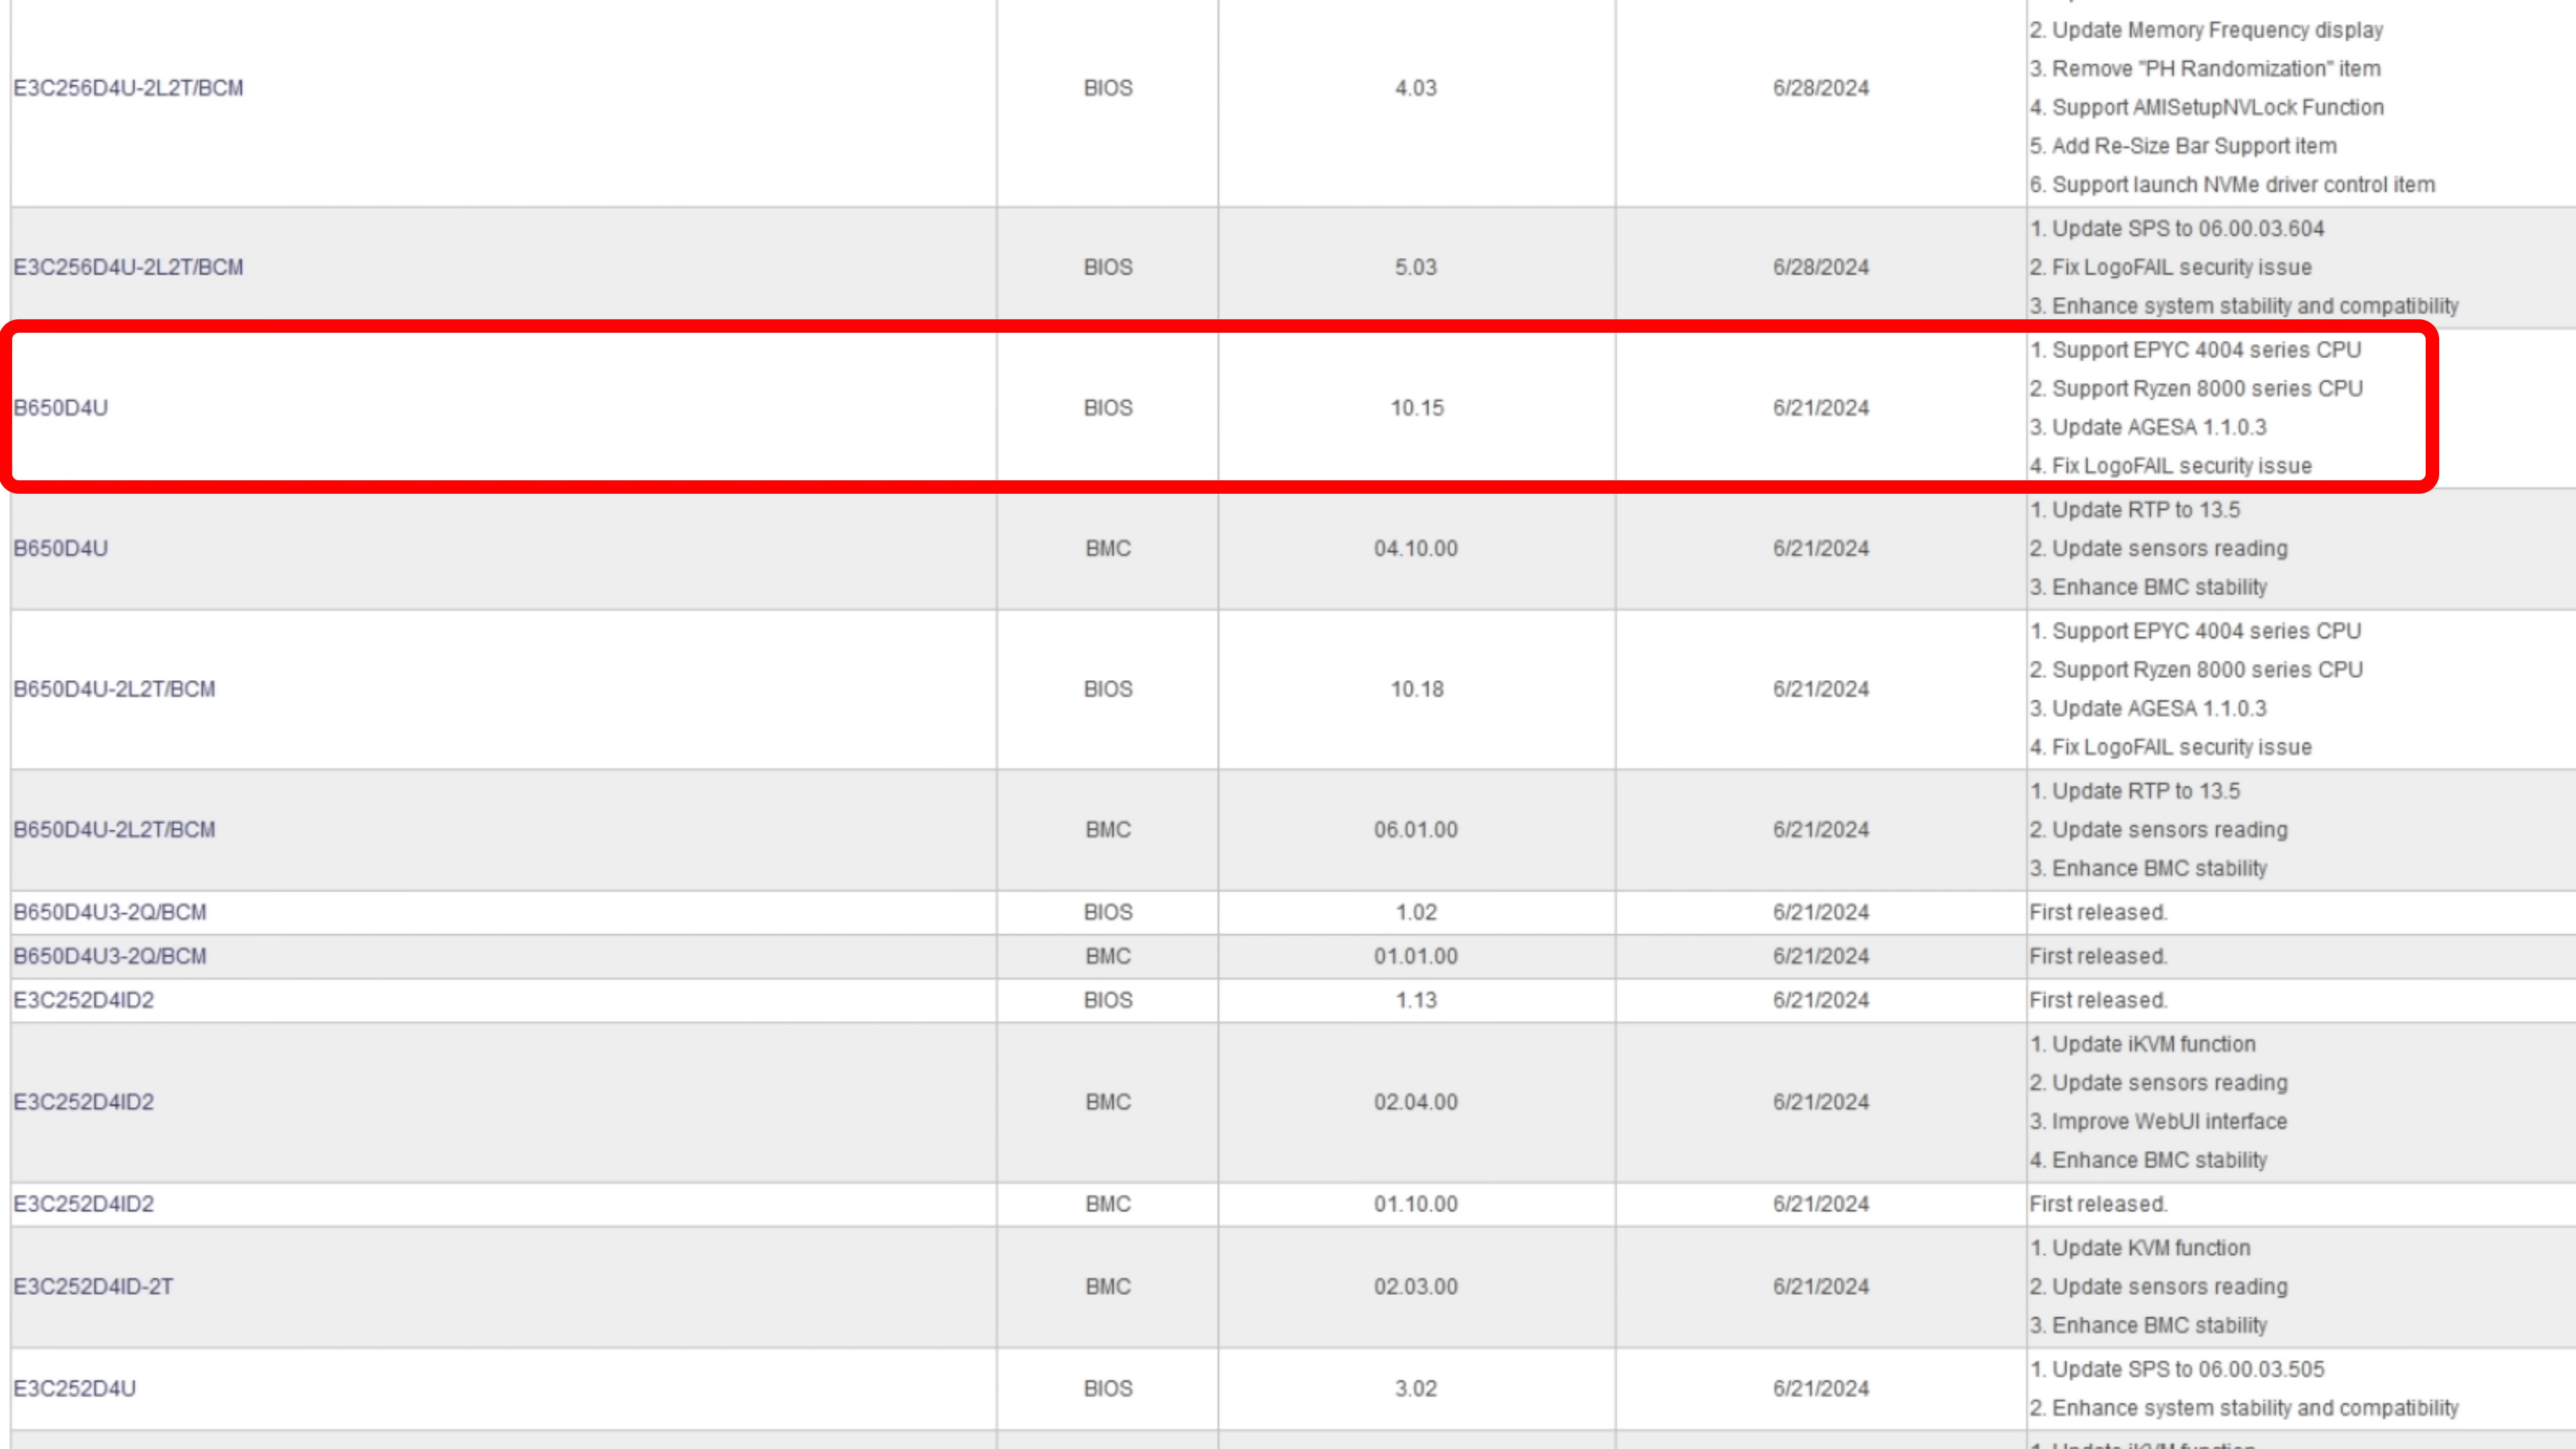 2. Update Memory Frequency display
3. Remove "PH Randomization" item
E3C256D4U-2L2T/BCM BIOS 4.03 6/28/2024
4. Support AMISetupNVLock Function
5. Add Re-Size Bar Support item
6. Support launch NVMe driver control item
1. Update SPS to 06.00.03.604
E3C256D4U-2L2T/BCM BIOS 5.03 6/28/2024 2. Fix LogoFAIL security issue
3. Enhance system stability and compatibility
1. Support EPYC 4004 series CPU
2. Support Ryzen 8000 series CPU
B650D4U BIOS 10.15 6/21/2024
3. Update AGESA 1.1.0.3
4. Fix LogoFAIL security issue
1. Update RTP to 13.5
B650D4U BMC 04.10.00 6/21/2024 2. Update sensors reading
3. Enhance BMC stability
1. Support EPYC 4004 series CPU
2. Support Ryzen 8000 series CPU
B650D4U-2L2T/BCM BIOS 10.18 6/21/2024
3. Update AGESA 1.1.0.3
4. Fix LogoFAIL security issue
1. Update RTP to 13.5
B650D4U-2L2T/BCM BMC 06.01.00 6/21/2024 2. Update sensors reading
3. Enhance BMC stability
B650D4U3-2Q/BCM BIOS 1.02 6/21/2024 First released.
B650D4U3-2Q/BCM BMC 01.01.00 6/21/2024 First released.
E3C252D4ID2 BIOS 1.13 6/21/2024 First released.
1. Update iKVM function
2. Update sensors reading
E3C252D4ID2 BMC 02.04.00 6/21/2024
3. Improve WebUI interface
4. Enhance BMC stability
E3C252D4ID2 BMC 01.10.00 6/21/2024 First released.
1. Update KVM function
E3C252D4ID-2T BMC 02.03.00 6/21/2024 2. Update sensors reading
3. Enhance BMC stability
1. Update SPS to 06.00.03.505
E3C252D4U BIOS 3.02 6/21/2024
2. Enhance system stability and compatibility